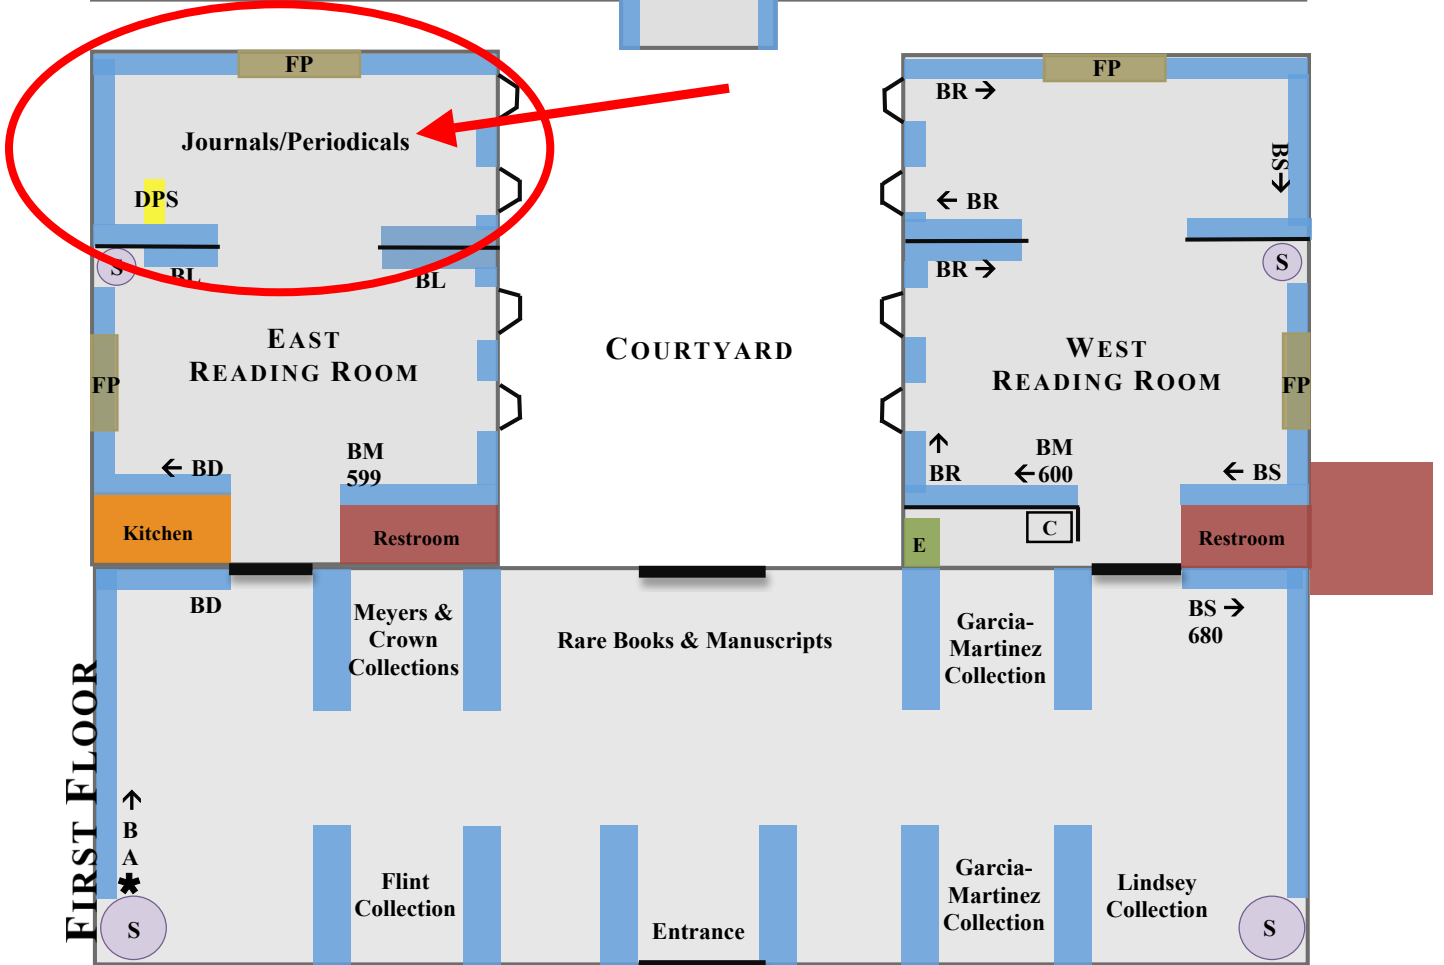 FP
FP
BR →
Journals/Periodicals
BS →
DPS
← BR
S
BL
BL
BR →
S
EAST
READING ROOM
COURTYARD
WEST
READING ROOM
FP
FP
← BD
BM
599
↑
BR
BM
← 600
← BS
Kitchen
Restroom
E
C
Restroom
BD
Meyers &
Crown
Collections
Rare Books & Manuscripts
Garcia-
Martinez
Collection
BS →
680
FIRST FLOOR
↑
B
A
*
S
Flint
Collection
Entrance
Garcia-
Martinez
Collection
Lindsey
Collection
S